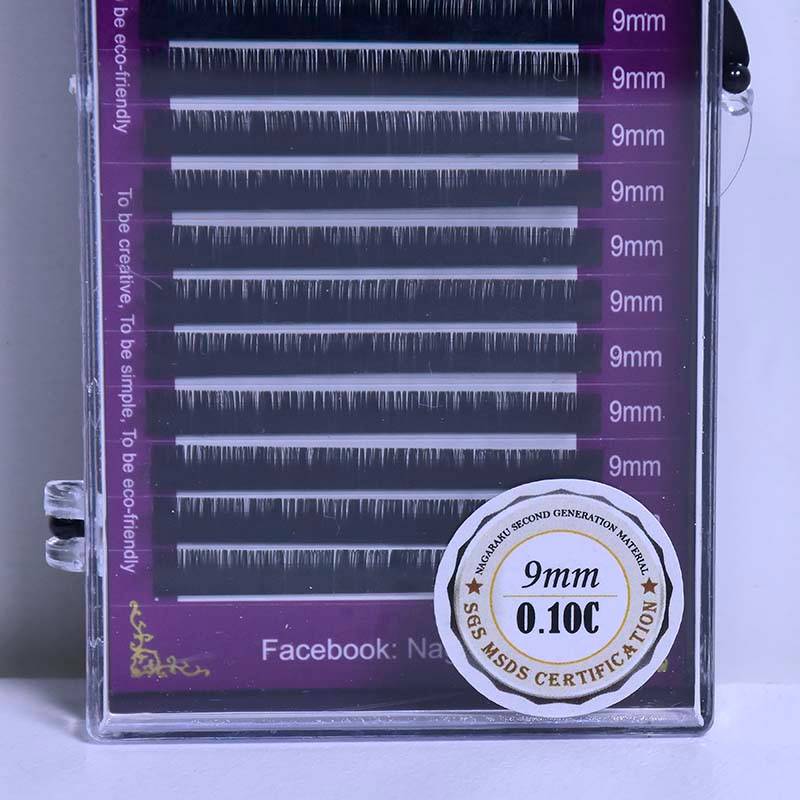 o be eco-friendly
To be creative, To be simple, To be eco-friendly
9mm
9mm
9mm
9mm
9mm
9mm
9mm
9mm
9mm
NAGARAKU SECOND GENERATION MATERIAL
9mm
0.10C
SGS MSDS CERTIFICATION
Facebook: Nag